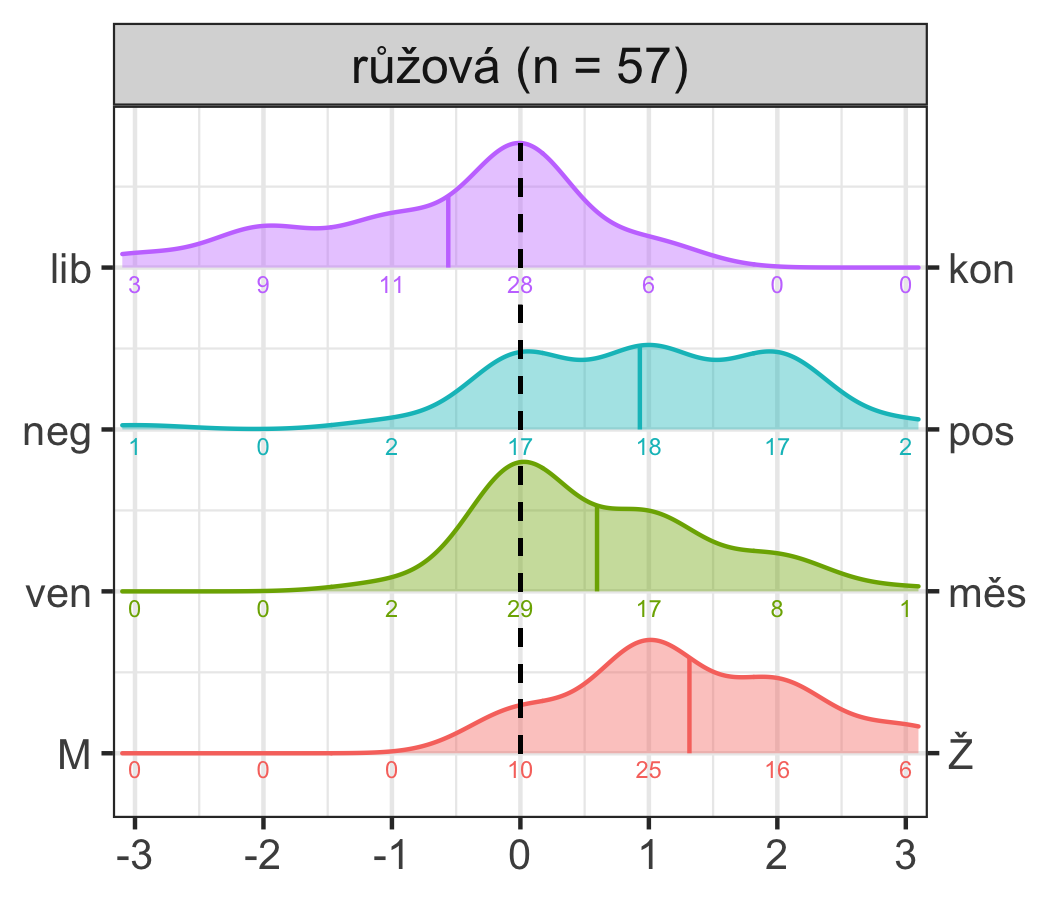 růžová (n = 57)
lib kon
3 9 11 28 6 0 0
neg pos
1 0 2 17 18 17 2
ven měs
0 0 2 29 17 8 1
M Ž
0 0 0 10 25 16 6
-3 -2 -1 0 1 2 3